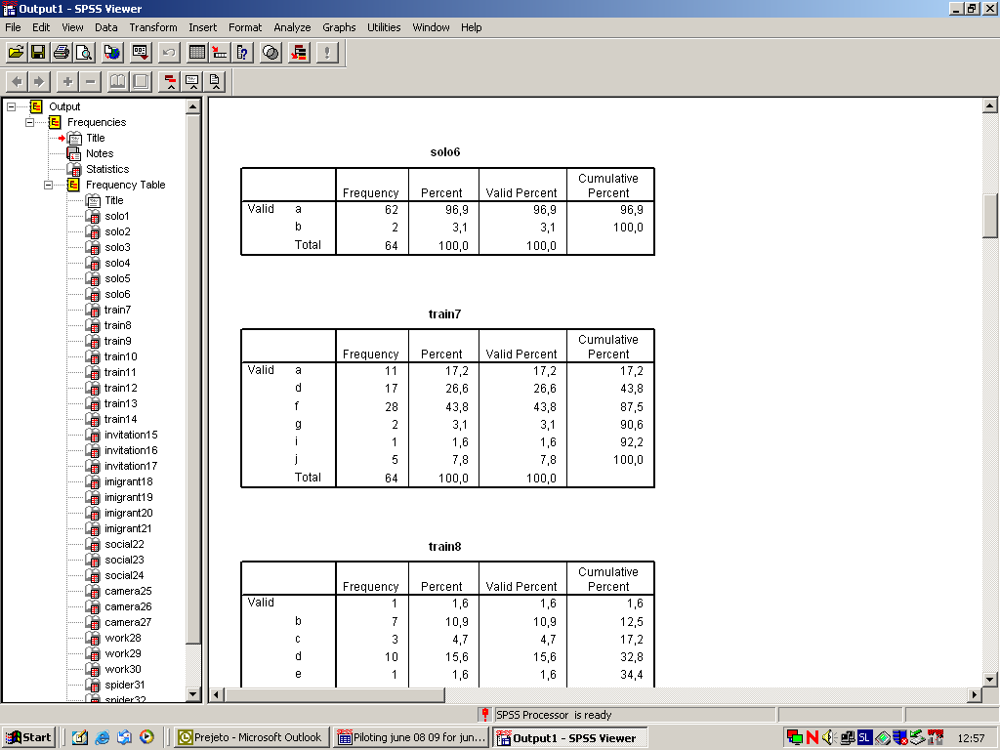 Output1 - SPSS Viewer
File Edit View Data Transform Insert Format Analyze Graphs Utilities Window Help
Output
Frequencies
Title
Notes
Statistics
Frequency Table
Title
solo1
solo2
solo3
solo4
solo5
solo6
train7
train8
train9
train10
train11
train12
train13
train14
invitation15
invitation16
invitation17
imigrant18
imigrant19
imigrant20
imigrant21
social22
social23
social24
camera25
camera26
camera27
work28
work29
work30
spider31
spider32
solo6
Frequency Percent Valid Percent Cumulative Percent
Valid a 62 96,9 96,9 96,9
b 2 3,1 3,1 100,0
Total 64 100,0 100,0
train7
Frequency Percent Valid Percent Cumulative Percent
Valid a 11 17,2 17,2 17,2
d 17 26,6 26,6 43,8
f 28 43,8 43,8 87,5
g 2 3,1 3,1 90,6
i 1 1,6 1,6 92,2
j 5 7,8 7,8 100,0
Total 64 100,0 100,0
train8
Frequency Percent Valid Percent Cumulative Percent
Valid 1 1,6 1,6 1,6
b 7 10,9 10,9 12,5
c 3 4,7 4,7 17,2
d 10 15,6 15,6 32,8
e 1 1,6 1,6 34,4
SPSS Processor is ready
Start Prejeto - Microsoft Outlook Piloting june 08 09 for jun... Output1 - SPSS Viewer SL 12:57